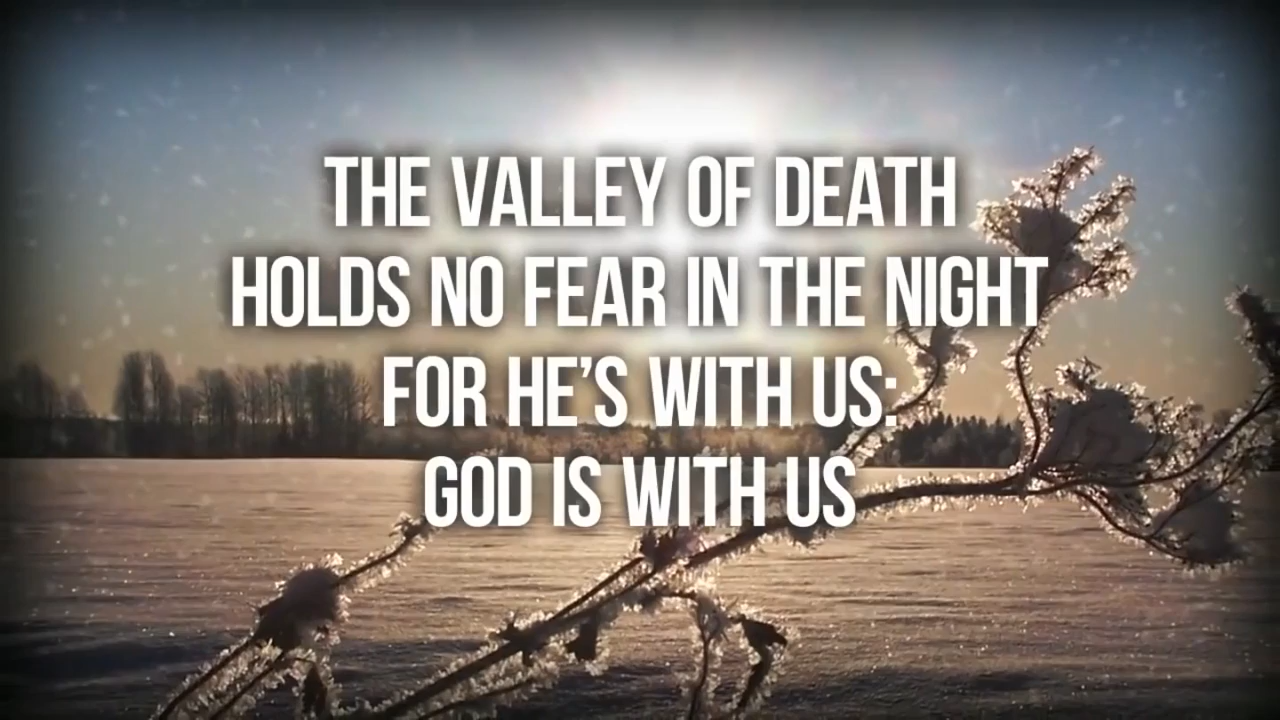 THE VALLEY OF DEATH
HOLDS NO FEAR IN THE NIGHT
FOR HE'S WITH US:
GOD IS WITH US